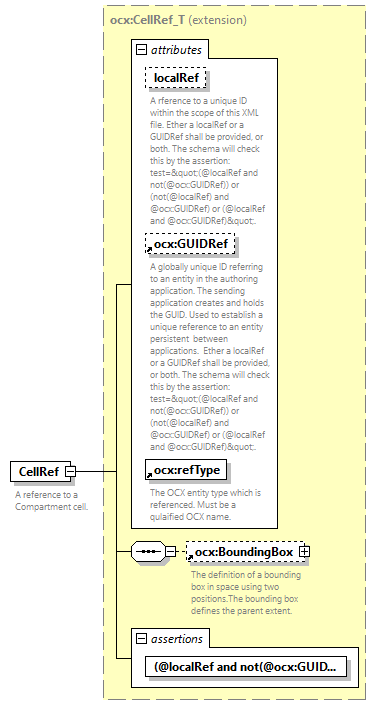 ocx:CellRef_T (extension)
attributes
localRef
A rference to a unique ID
within the scope of this XML
file. Ether a localRef or a
GUIDRef shall be provided, or
both. The schema will check
this by the assertion:
test=&quot;(@localRef and
not(@ocx:GUIDRef)) or
(not(@localRef) and
@ocx:GUIDRef) or (@localRef
and @ocx:GUIDRef)&quot;.
ocx:GUIDRef
A globally unique ID referring
to an entity in the authoring
application. The sending
application creates and holds
the GUID. Used to establish a
unique reference to an entity
persistent  between
applications.  Ether a localRef
or a GUIDRef shall be provided,
or both. The schema will check
this by the assertion:
test=&quot;(@localRef and
not(@ocx:GUIDRef)) or
(not(@localRef) and
@ocx:GUIDRef) or (@localRef
and @ocx:GUIDRef)&quot;.
ocx:refType
The OCX entity type which is
referenced. Must be a
qulaified OCX name.
CellRef
A reference to a
Compartment cell.
ocx:BoundingBox
The definition of a bounding
box in space using two
positions.The bounding box
defines the parent extent.
assertions
(@localRef and not(@ocx:GUID...